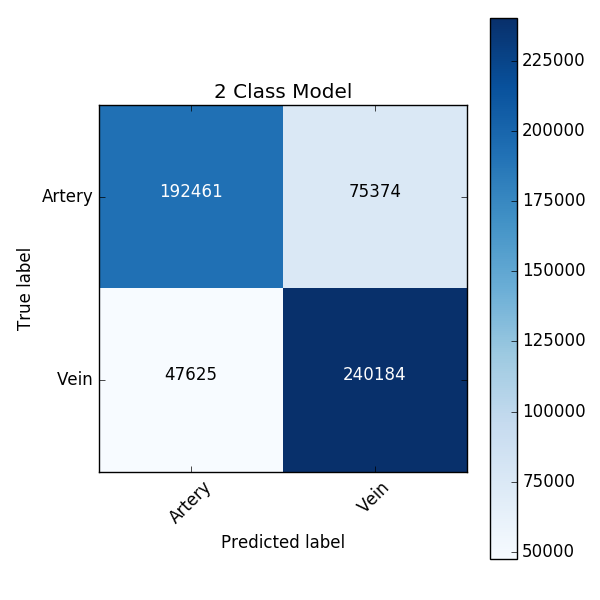 2 Class Model
True label
Artery
192461
75374
Vein
47625
240184
Artery
Vein
Predicted label
225000
200000
175000
150000
125000
100000
75000
50000